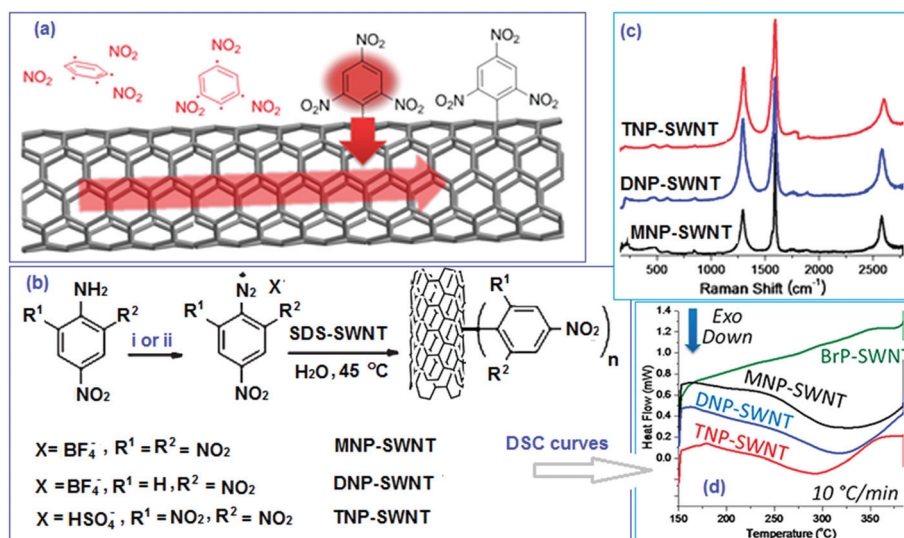 (a)
NO₂
NO₂
NO₂
NO₂
NO₂
NO₂
NO₂
NO₂
O₂N
NO₂
NO₂
O₂N
NO₂
(b)
NH₂
R¹
R²
NO₂
i or ii
N₂
X
R¹
R²
NO₂
SDS-SWNT
H₂O, 45 °C
R¹
NO₂
R²
n
X= BF₄⁻, R¹ = R² = NO₂ MNP-SWNT
X =BF₄⁻, R¹ = H, R² = NO₂ DNP-SWNT
X = HSO₄⁻, R¹ = NO₂, R² = NO₂ TNP-SWNT
DSC curves
(c)
TNP-SWNT
DNP-SWNT
MNP-SWNT
500 1000 1500 2000 2500
Raman Shift (cm⁻¹)
Exo
Down
BrP-SWNT
MNP-SWNT
DNP-SWNT
TNP-SWNT
(d)
10 °C/min
1.4
1.2
1.0
0.8
0.6
0.4
0.2
0.0
Heat Flow (mW)
150 200 250 300 350
Temperature (°C)